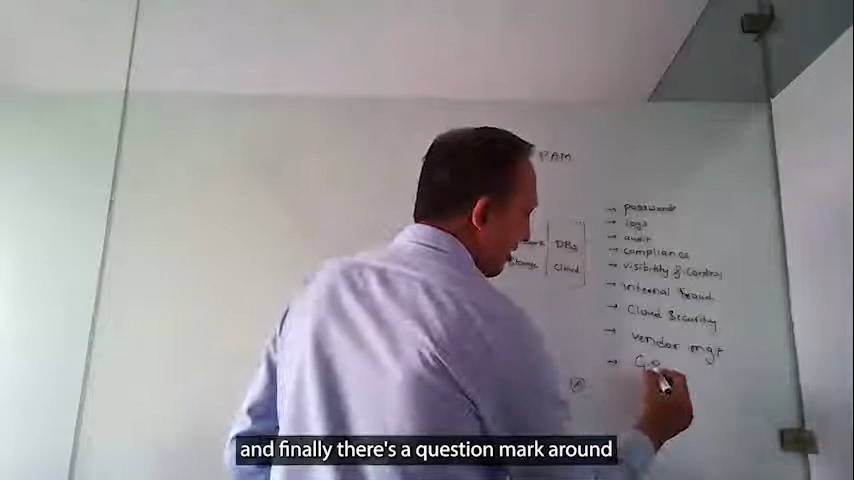 PAM
DBs
Cloud
→ passwords
→ logs
→ audit
→ compliance
→ visibility & control
→ internal fraud
→ Cloud Security
→ vendor mgt
→
and finally there's a question mark around